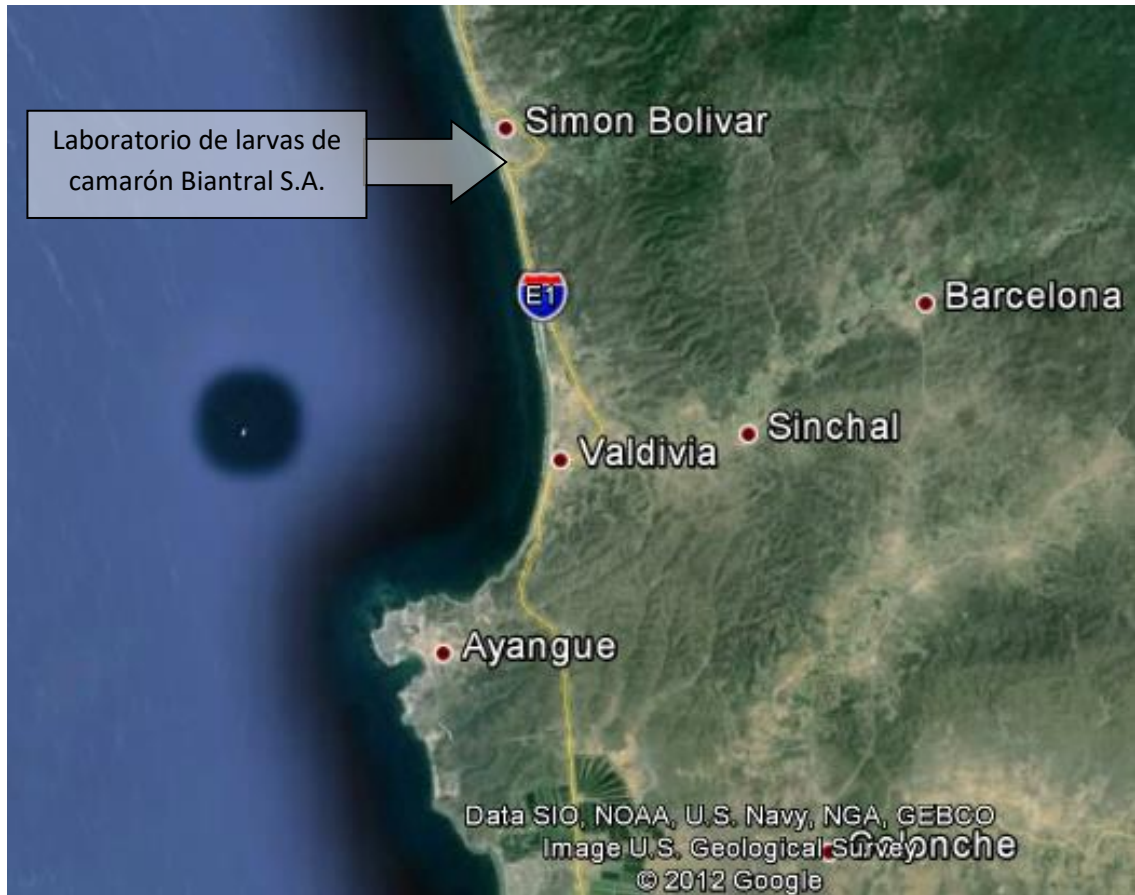 Simon Bolivar
Laboratorio de larvas de
camarón Biantral S.A.
E1
Barcelona
Sinchal
Valdivia
Ayangue
Data SIO, NOAA, U.S. Navy, NGA, GEBCO
Image U.S. Geological Survey
Colonche
© 2012 Google